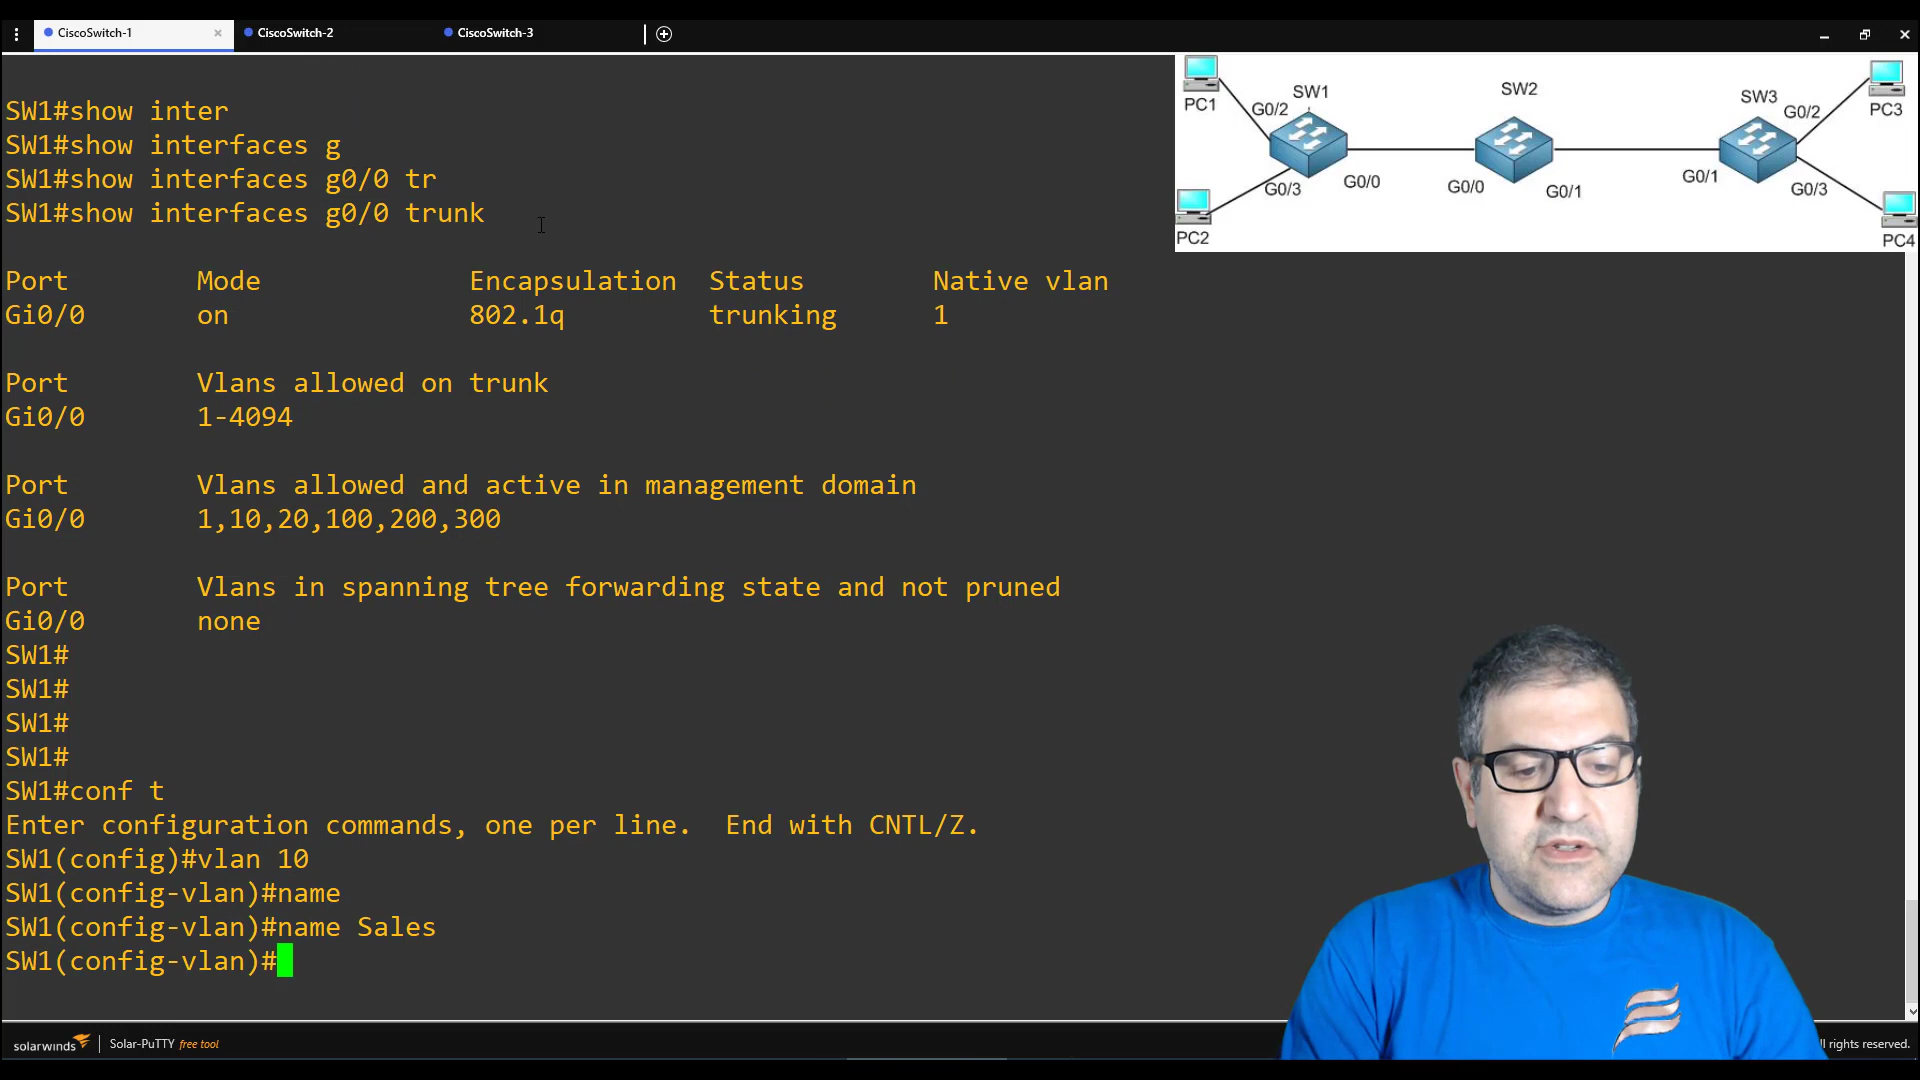 CiscoSwitch-1 × CiscoSwitch-2 CiscoSwitch-3
SW1#show inter
SW1#show interfaces g
SW1#show interfaces g0/0 tr
SW1#show interfaces g0/0 trunk
Port Mode Encapsulation Status Native vlan
Gi0/0 on 802.1q trunking 1
Port Vlans allowed on trunk
Gi0/0 1-4094
Port Vlans allowed and active in management domain
Gi0/0 1,10,20,100,200,300
Port Vlans in spanning tree forwarding state and not pruned
Gi0/0 none
SW1#
SW1#
SW1#
SW1#
SW1#conf t
Enter configuration commands, one per line. End with CNTL/Z.
SW1(config)#vlan 10
SW1(config-vlan)#name
SW1(config-vlan)#name Sales
SW1(config-vlan)#
SW1 SW2 SW3
PC1 G0/2 G0/2 PC3
G0/3 G0/0 G0/0 G0/1 G0/1 G0/3
PC2 PC4
solarwinds Solar-PuTTY free tool
ll rights reserved.